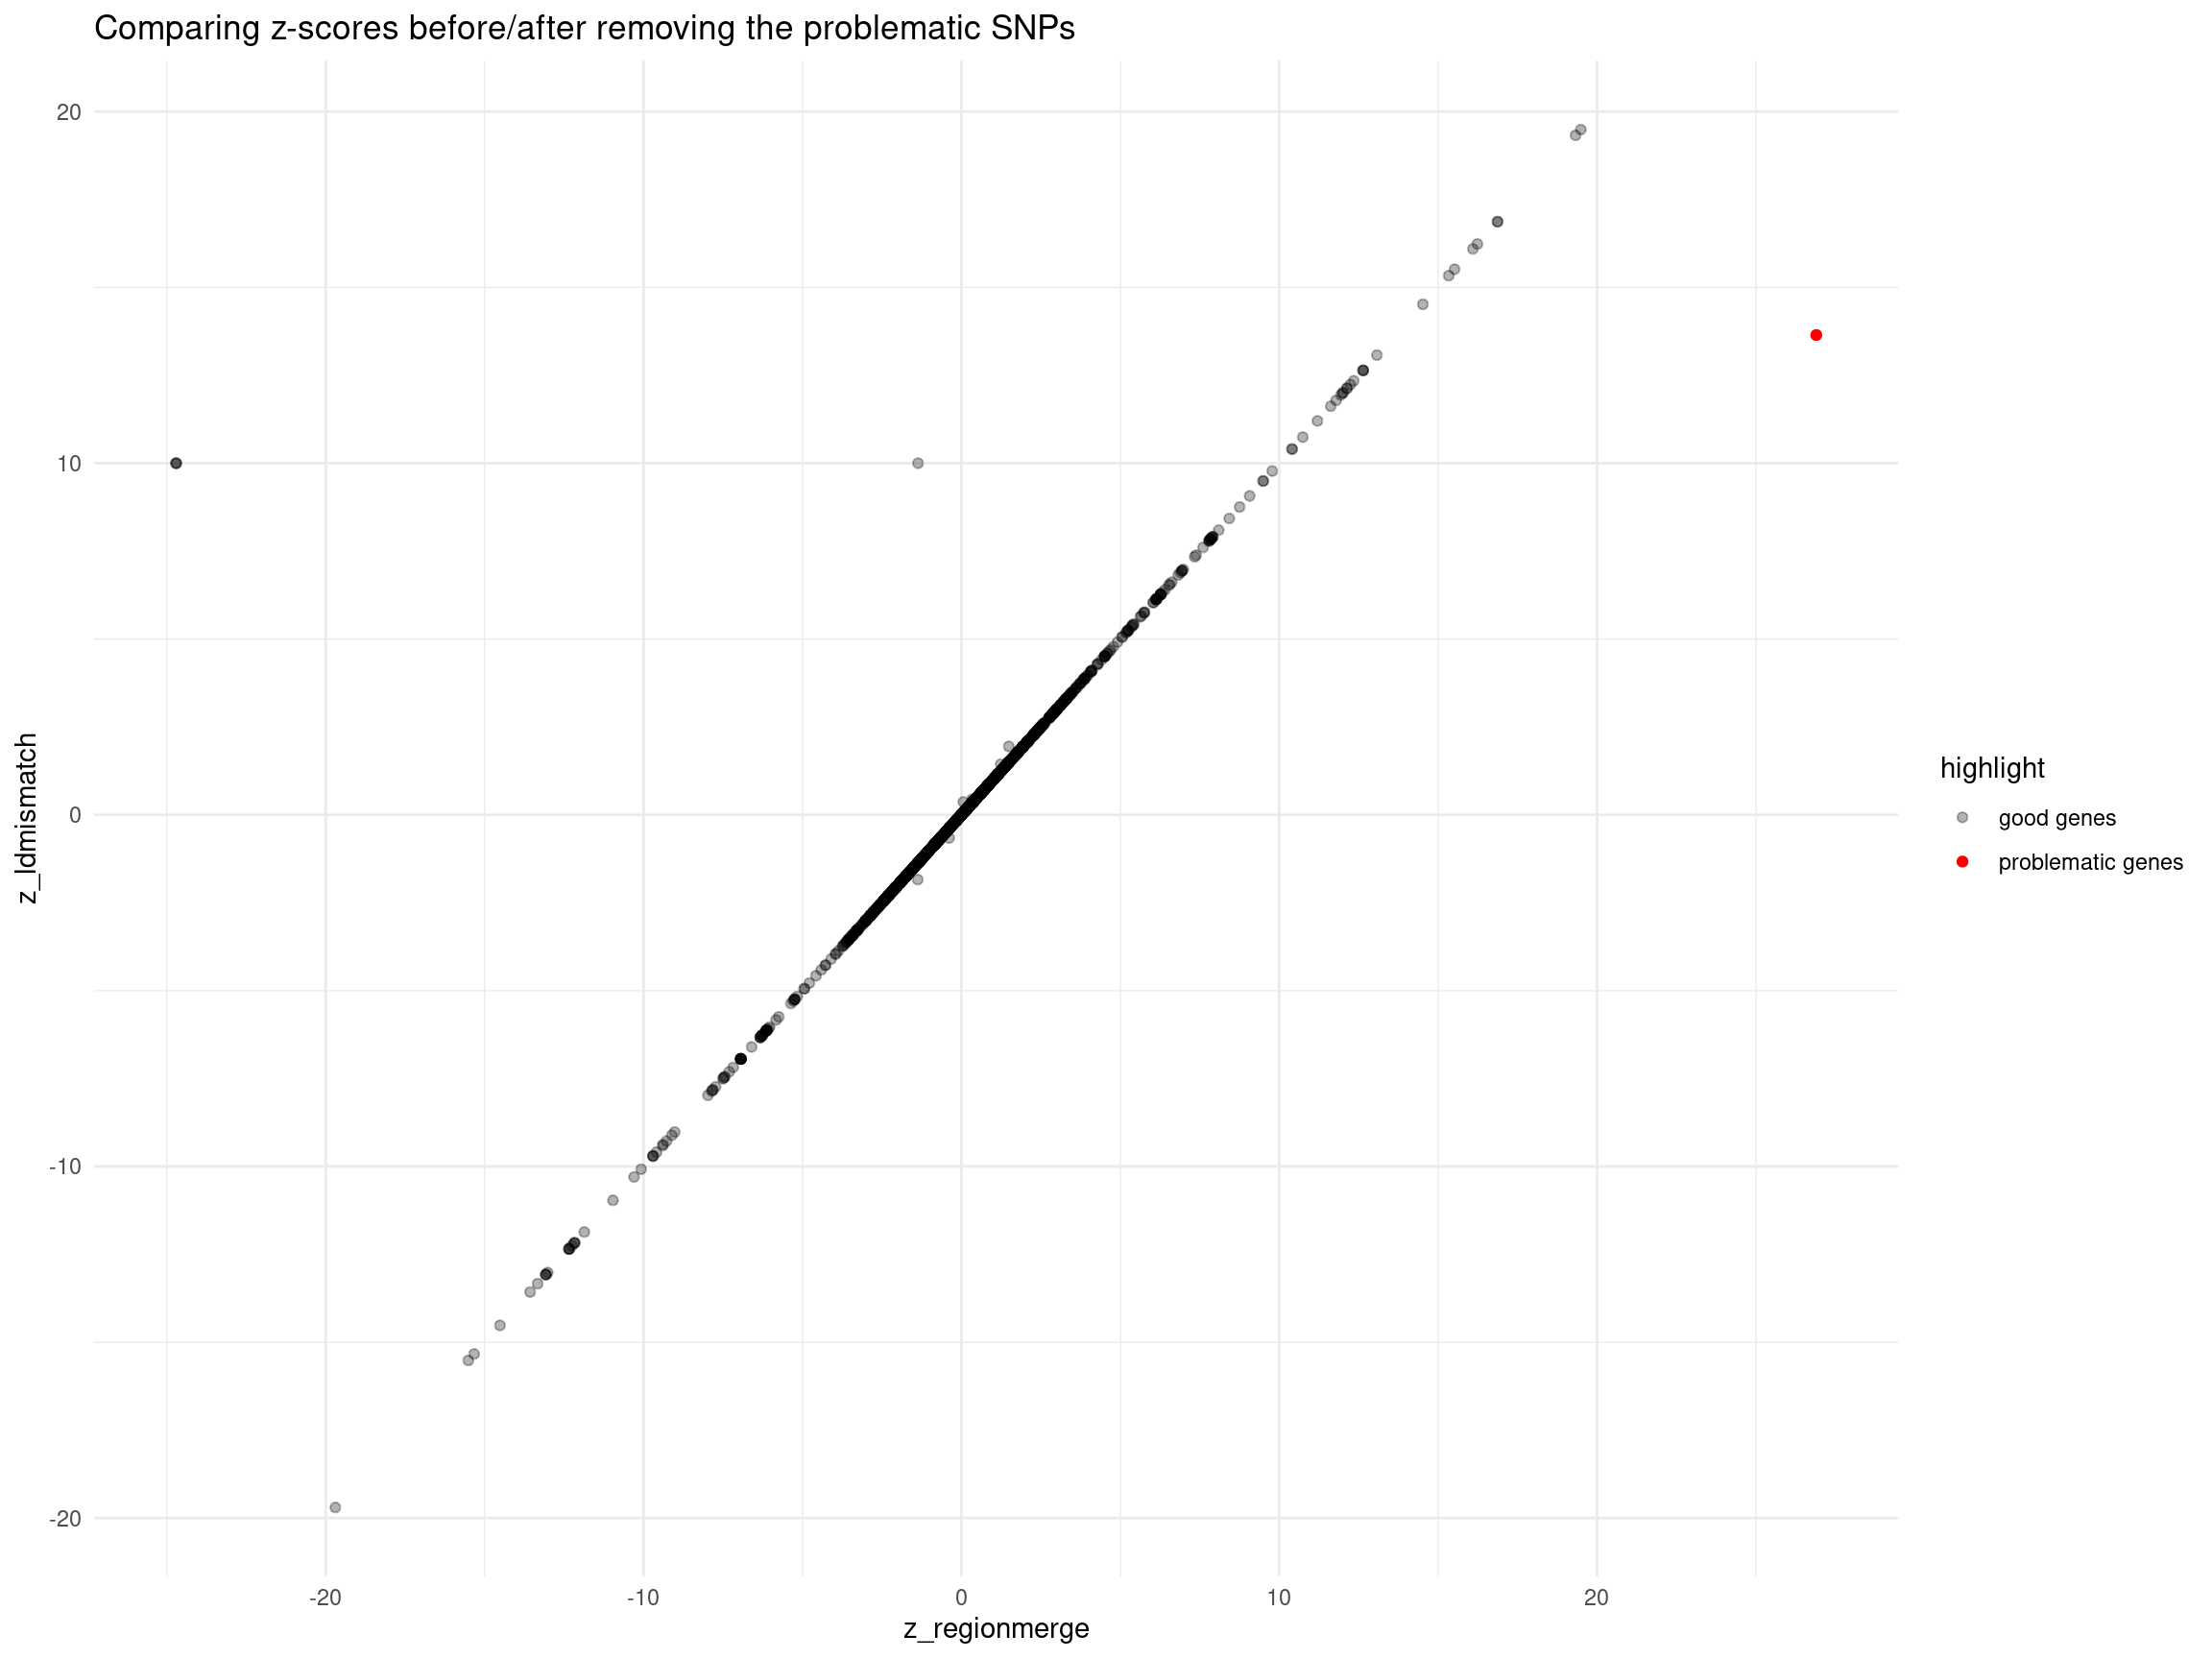 Comparing z-scores before/after removing the problematic SNPs
20
10
0
-10
-20
z_ldmismatch
-20
-10
0
10
20
z_regionmerge
highlight
good genes
problematic genes